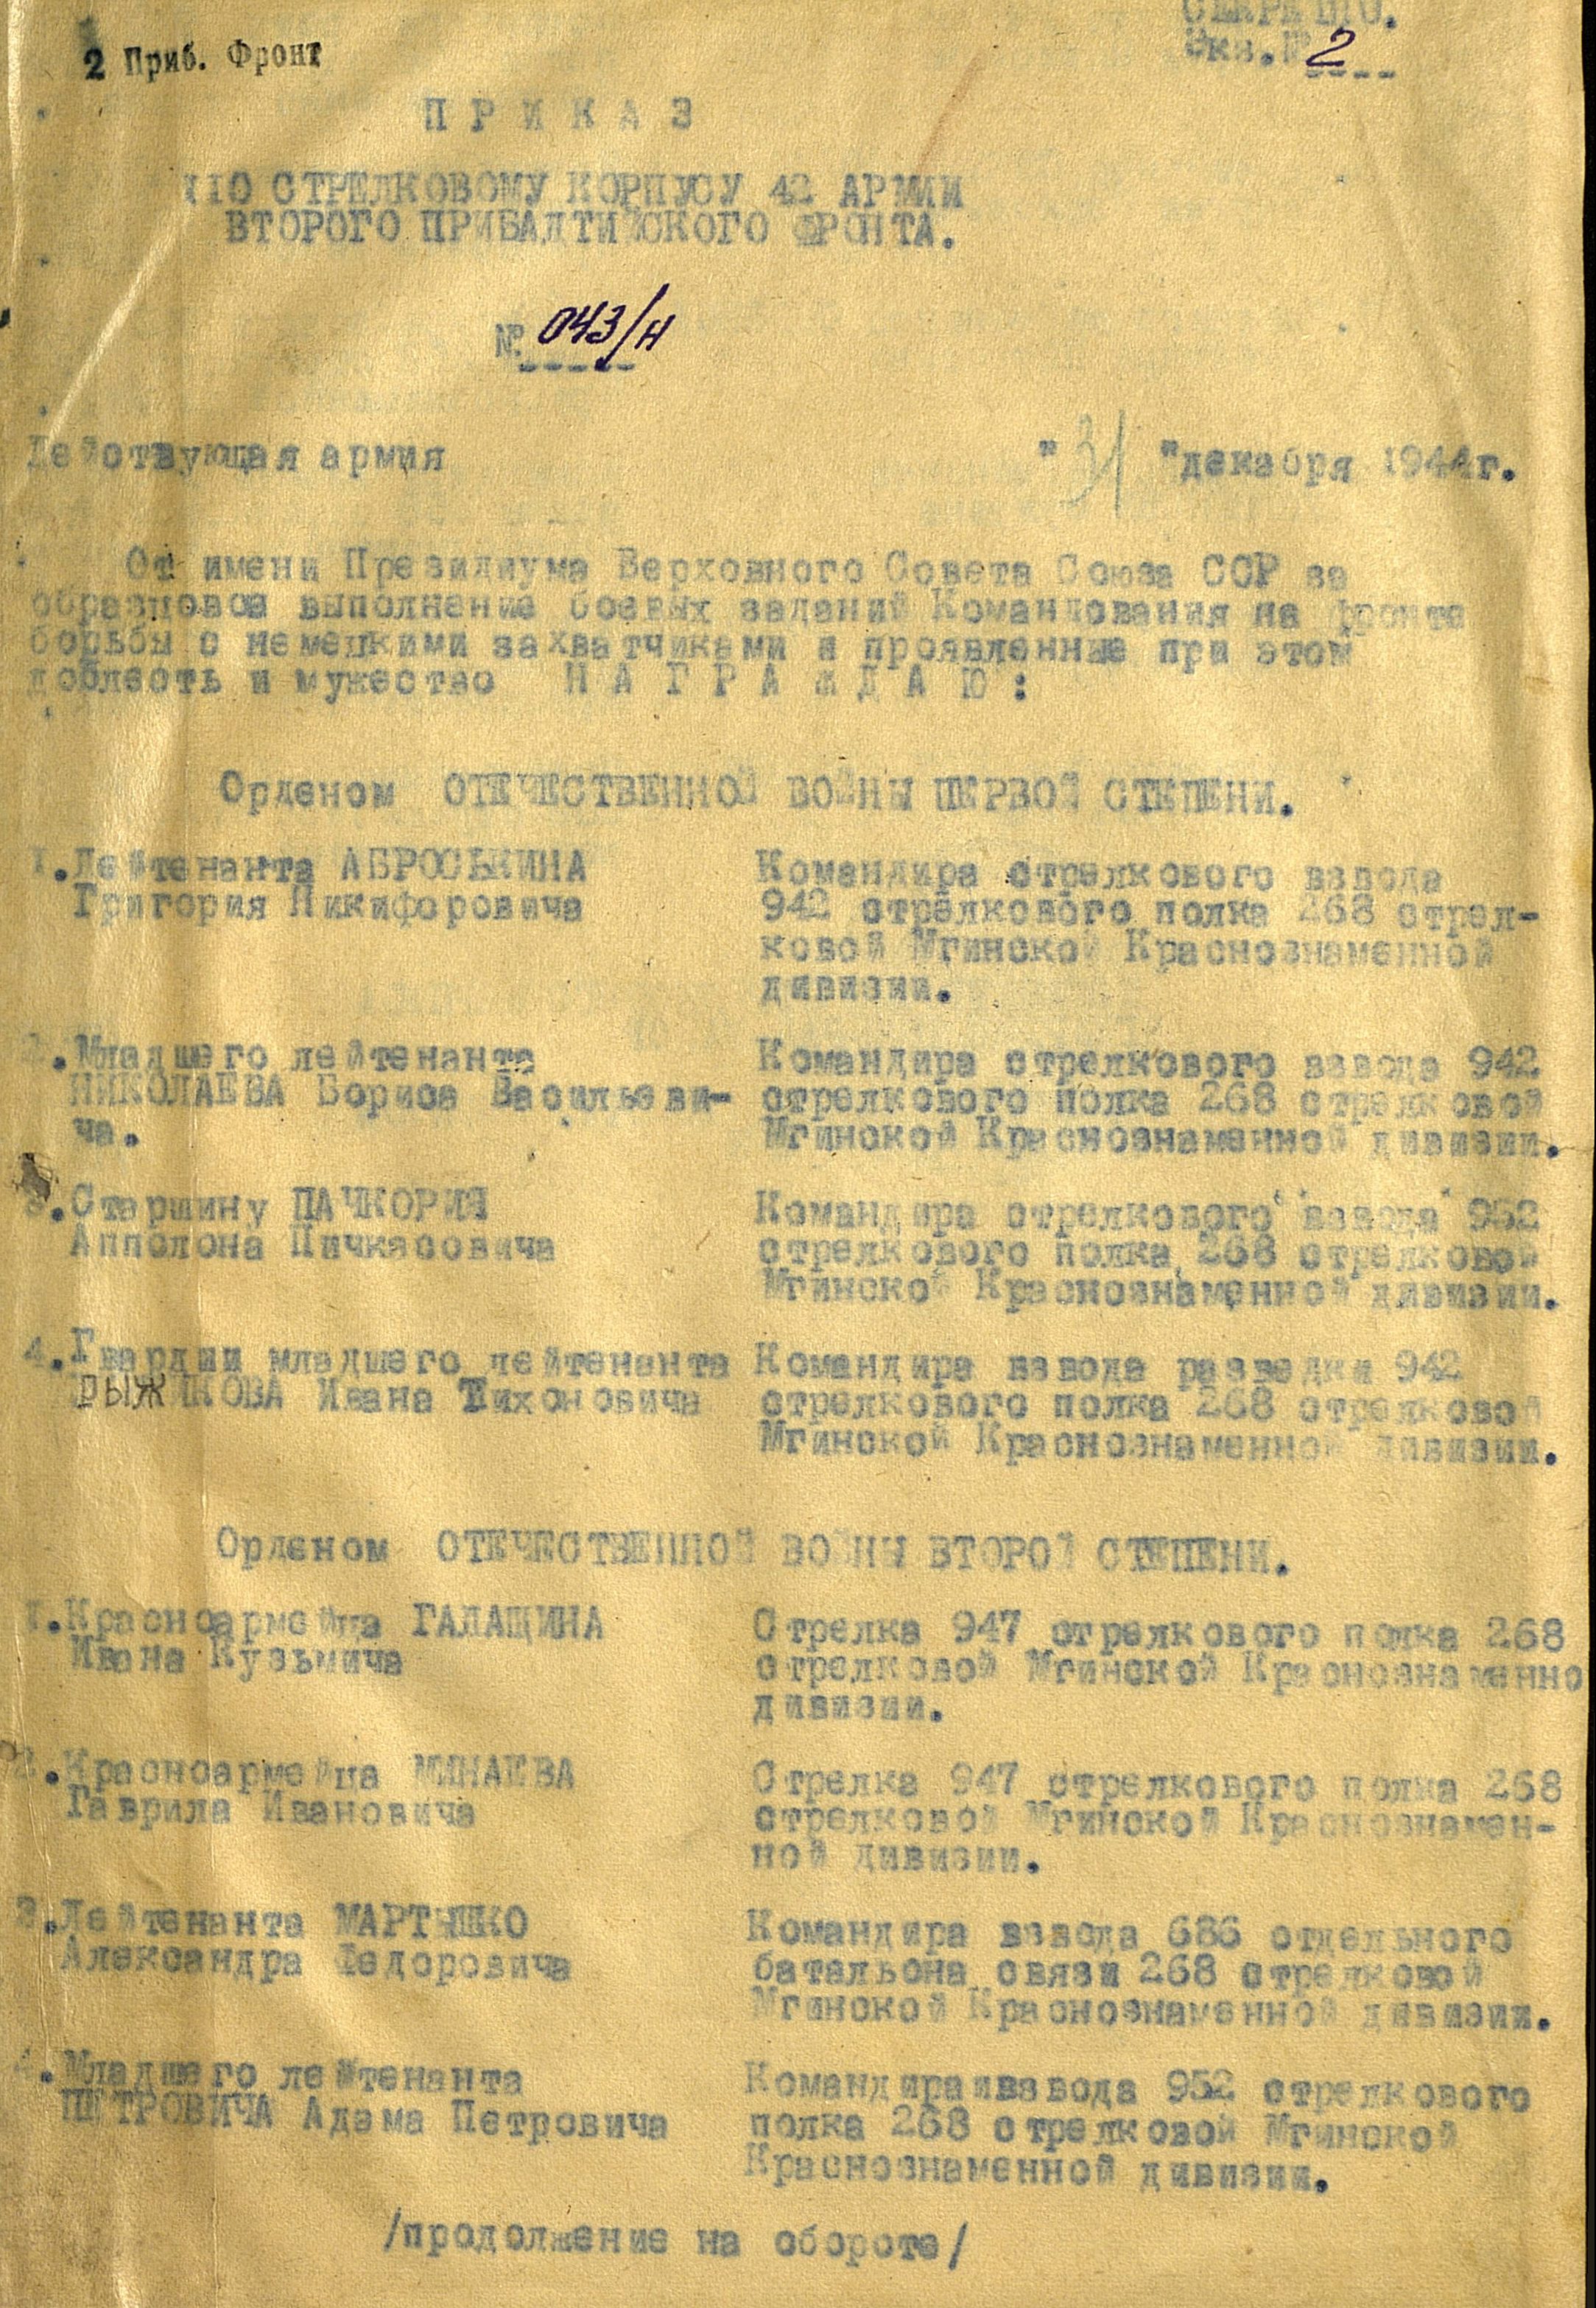 СЕКРЕТНО.
2 Приб. Фронт
Экз.№ 2
ПРИКАЗ
110 СТРЕЛКОВОМУ КОРПУСУ 42 АРМИИ
ВТОРОГО ПРИБАЛТИЙСКОГО ФРОНТА.
№ 043/н
Действующая армия "31 "декабря 1944г.
От имени Президиума Верховного Совета Союза ССР за
образцовое выполнение боевых заданий Командования на фронте
борьбы с немецкими захватчиками и проявленные при этом
доблесть и мужество НАГРАЖДАЮ:
Орденом ОТЕЧЕСТВЕННОЙ ВОЙНЫ ПЕРВОЙ СТЕПЕНИ.
1.Лейтенанта АБРОСЬКИНА
Григория Никифоровича
Командира стрелкового взвода
942 стрелкового полка 268 стрел-
ковой Мгинской Краснознаменной
дивизии.
2.Младшего лейтенанта
НИКОЛАЕВА Бориса Васильеви-
ча.
Командира стрелкового взвода 942
стрелкового полка 268 стрелковой
Мгинской Краснознаменной дивизии.
3.Старшину ПАЧКОРИЯ
Апполона Пичкасовича
Командира стрелкового взвода 952
стрелкового полка 268 стрелковой
Мгинской Краснознаменной дивизии.
4.Гвардии младшего лейтенанта
РЫЖКОВА Ивана Тихоновича
Командира взвода разведки 942
стрелкового полка 268 стрелковой
Мгинской Краснознаменной дивизии.
Орденом ОТЕЧЕСТВЕННОЙ ВОЙНЫ ВТОРОЙ СТЕПЕНИ.
1.Красноармейца ГАЛАЩИНА
Ивана Кузьмича
Стрелка 947 стрелкового полка 268
стрелковой Мгинской Краснознаменно
дивизии.
2.Красноармейца МИНАЕВА
Гаврила Ивановича
Стрелка 947 стрелкового полка 268
стрелковой Мгинской Краснознамен-
ной дивизии.
3.Лейтенанта МАРТЫШКО
Александра Федоровича
Командира взвода 686 отдельного
батальона связи 268 стрелковой
Мгинской Краснознаменной дивизии.
4.Младшего лейтенанта
ПЕТРОВИЧА Адама Петровича
Командираивзвода 952 стрелкового
полка 268 стрелковой Мгинской
Краснознаменной дивизии.
/продолжение на обороте/